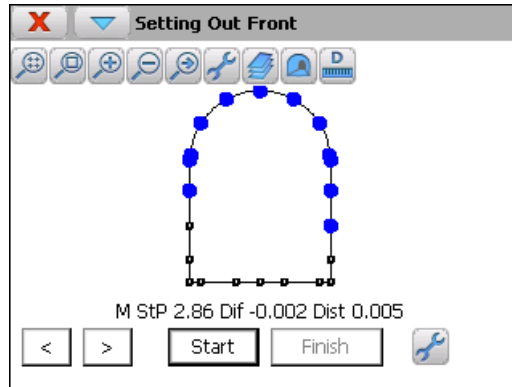 X Setting Out Front
D
M StP 2.86 Dif -0.002 Dist 0.005
< > Start Finish